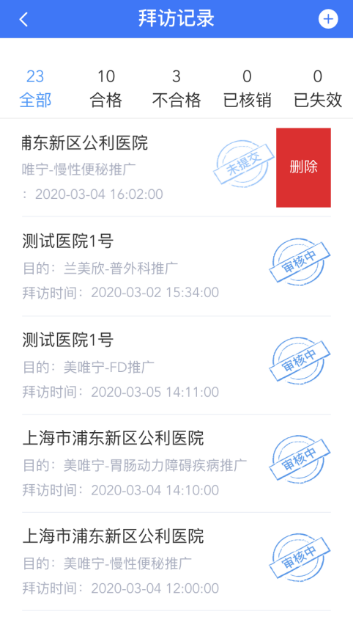 拜访记录
23 10 3 0 0
全部 合格 不合格 已核销 已失效
浦东新区公利医院
唯宁-慢性便秘推广
未提交
删除
：2020-03-04 16:02:00
测试医院1号
目的：兰美欣-普外科推广
审核中
拜访时间：2020-03-02 15:34:00
测试医院1号
目的：美唯宁-FD推广
审核中
拜访时间：2020-03-05 14:11:00
上海市浦东新区公利医院
目的：美唯宁-胃肠动力障碍疾病推广
审核中
拜访时间：2020-03-04 14:10:00
上海市浦东新区公利医院
目的：美唯宁-慢性便秘推广
审核中
拜访时间：2020-03-04 12:00:00